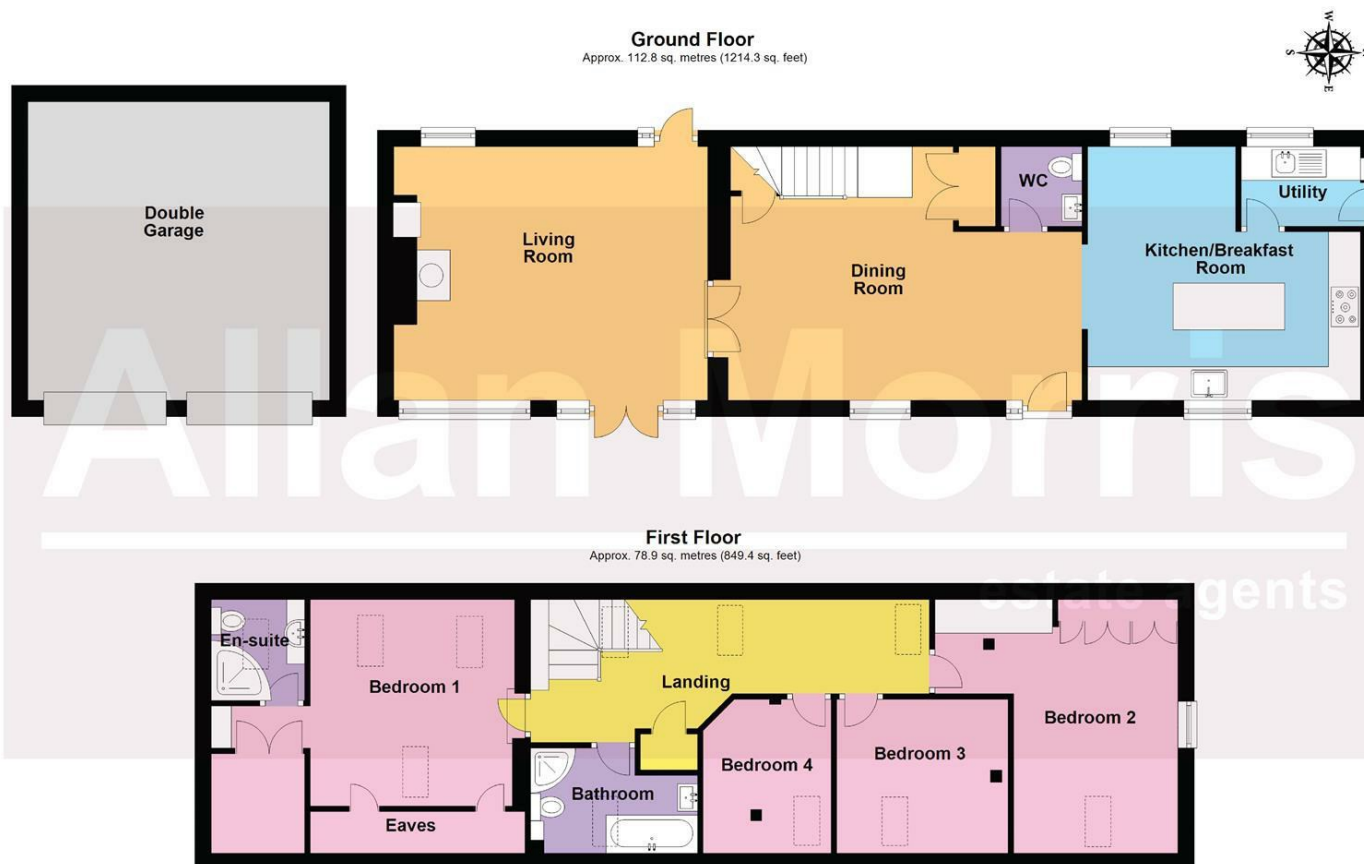 Ground Floor
Approx. 112.8 sq. metres (1214.3 sq. feet)
W
S
E
Double
Garage
Living
Room
Dining
Room
WC
Kitchen/Breakfast
Room
Utility
Allan Morris
estate agents
First Floor
Approx. 78.9 sq. metres (849.4 sq. feet)
En-suite
Bedroom 1
Landing
Bedroom 2
Bedroom 3
Bedroom 4
Bathroom
Eaves